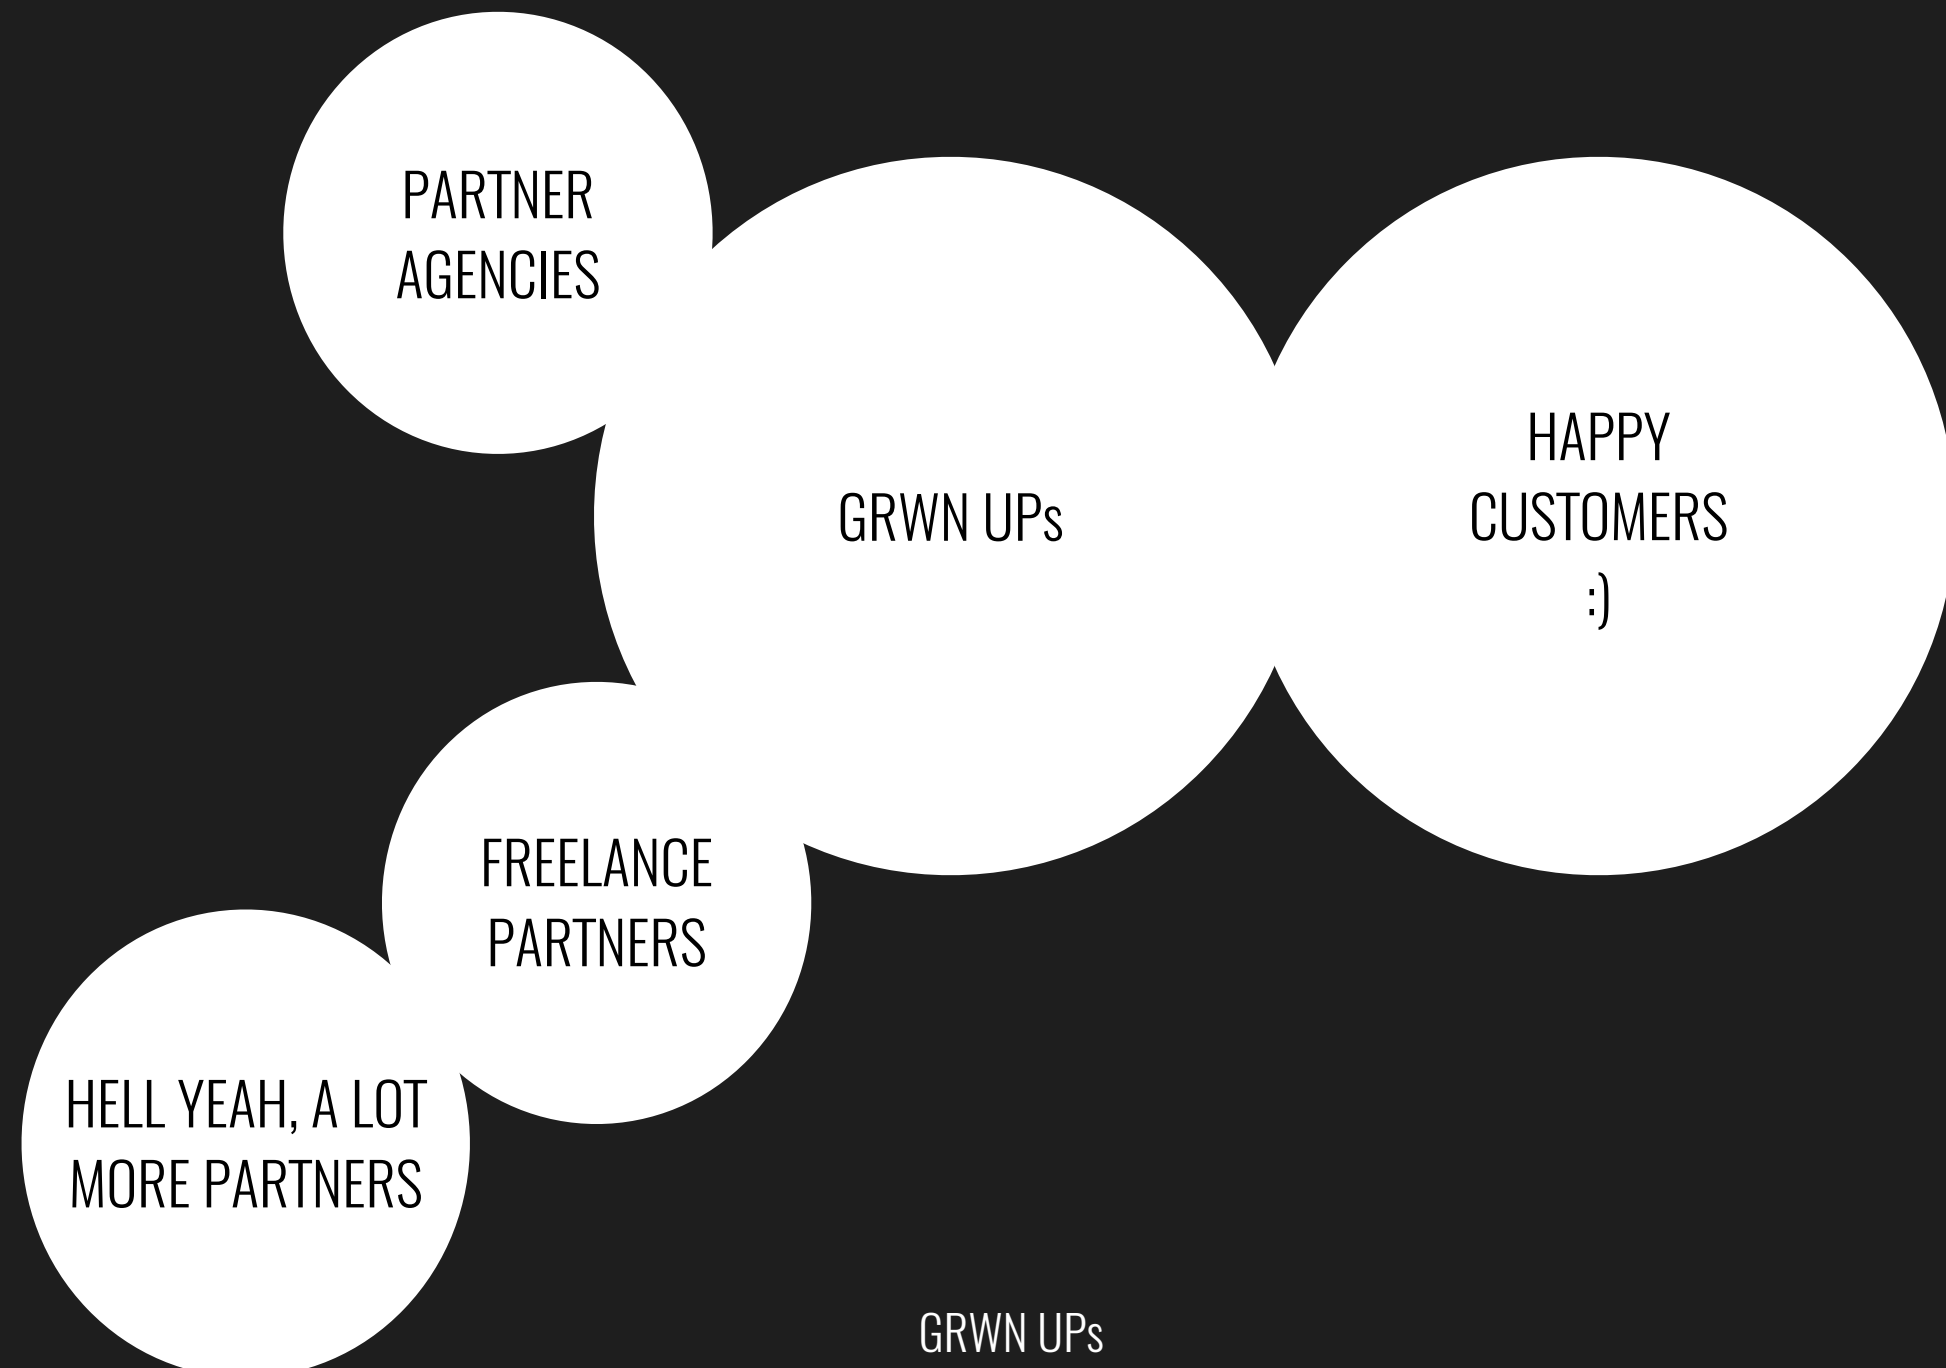 PARTNER
AGENCIES
GRWN UPs
HAPPY
CUSTOMERS
:)
FREELANCE
PARTNERS
HELL YEAH, A LOT
MORE PARTNERS
GRWN UPs